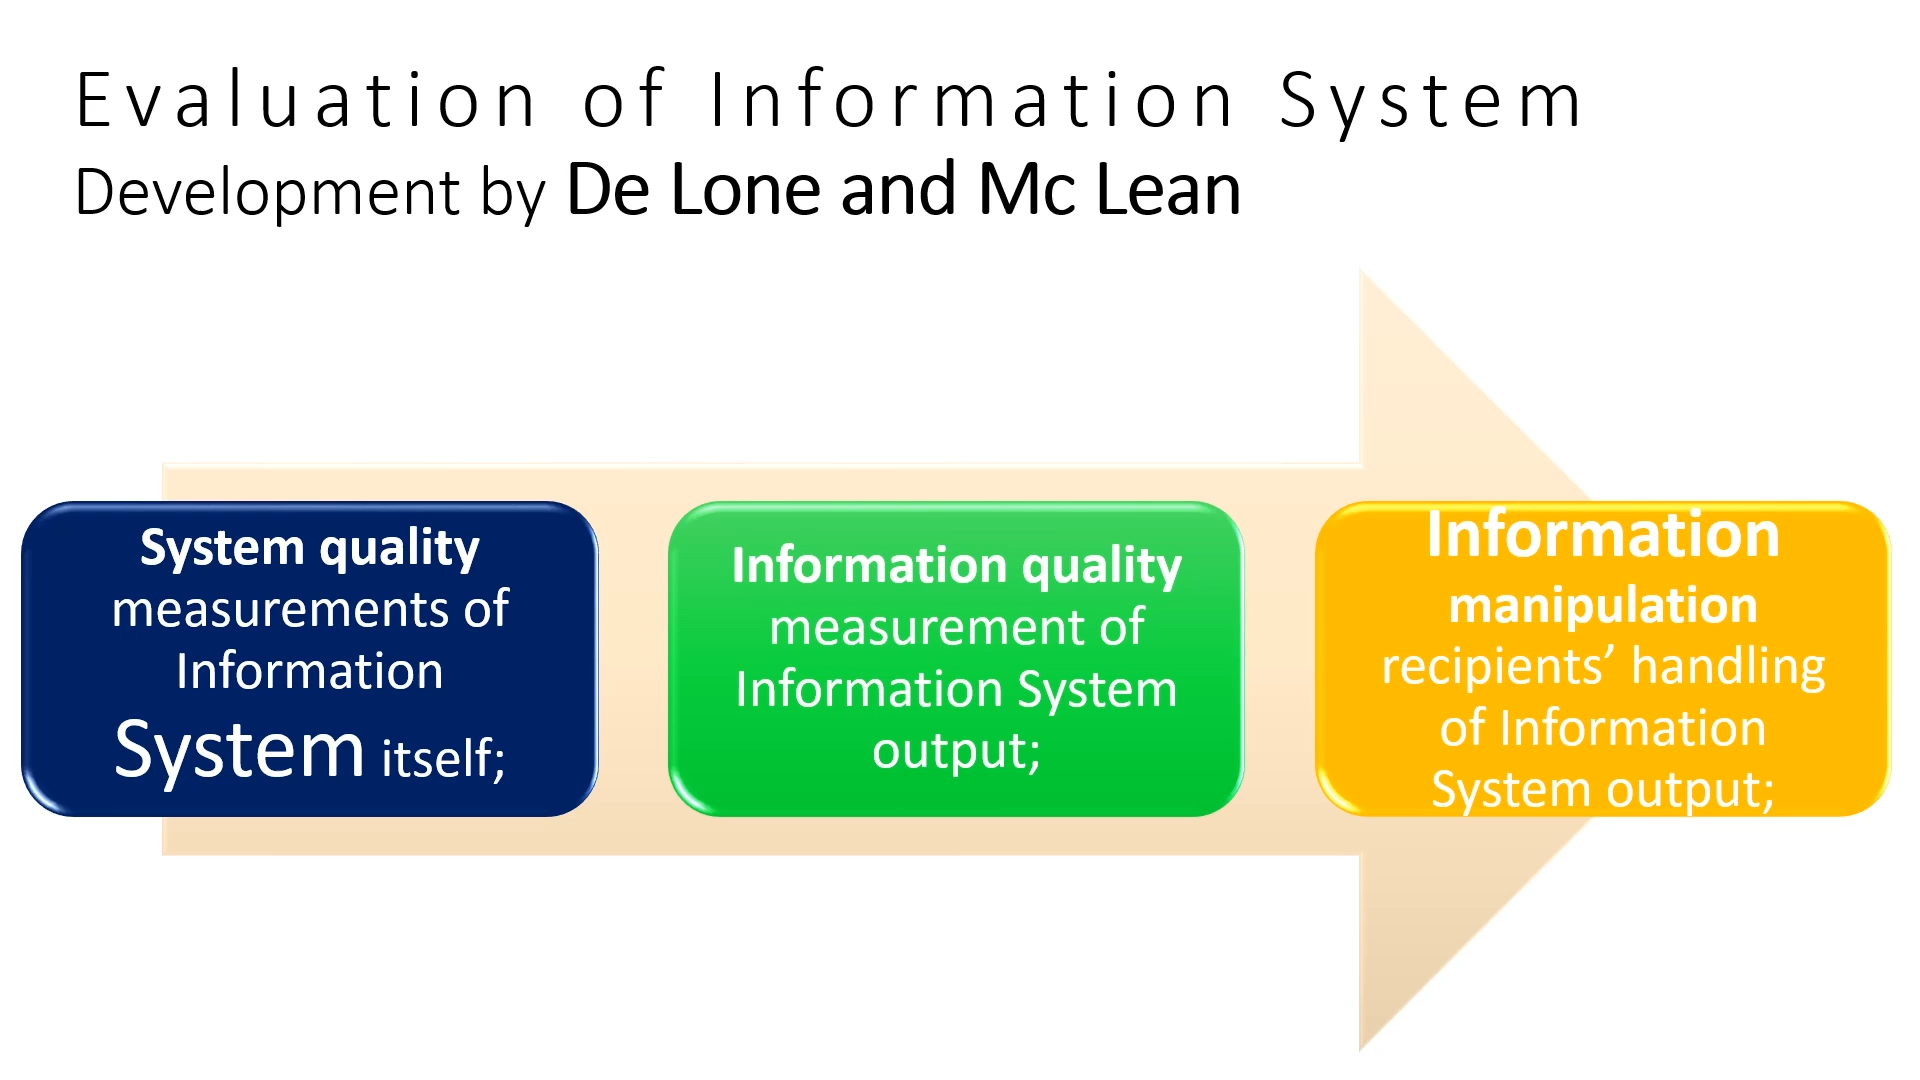 Evaluation of Information System
Development by De Lone and Mc Lean
System quality
measurements of
Information
System itself;
Information quality
measurement of
Information System
output;
Information
manipulation
recipients’ handling
of Information
System output;